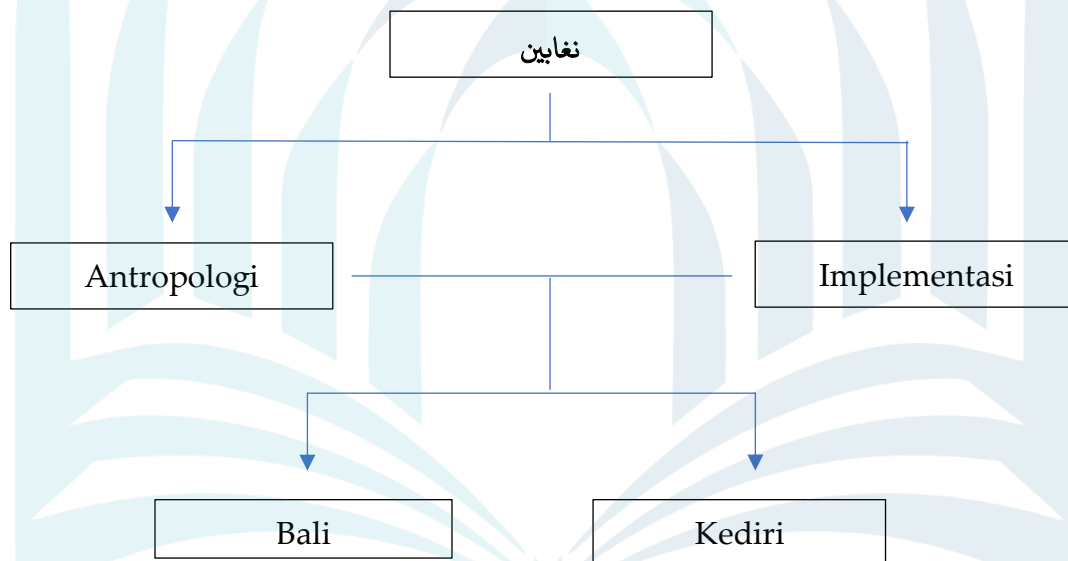 نغابين
Antropologi
Implementasi
Bali
Kediri